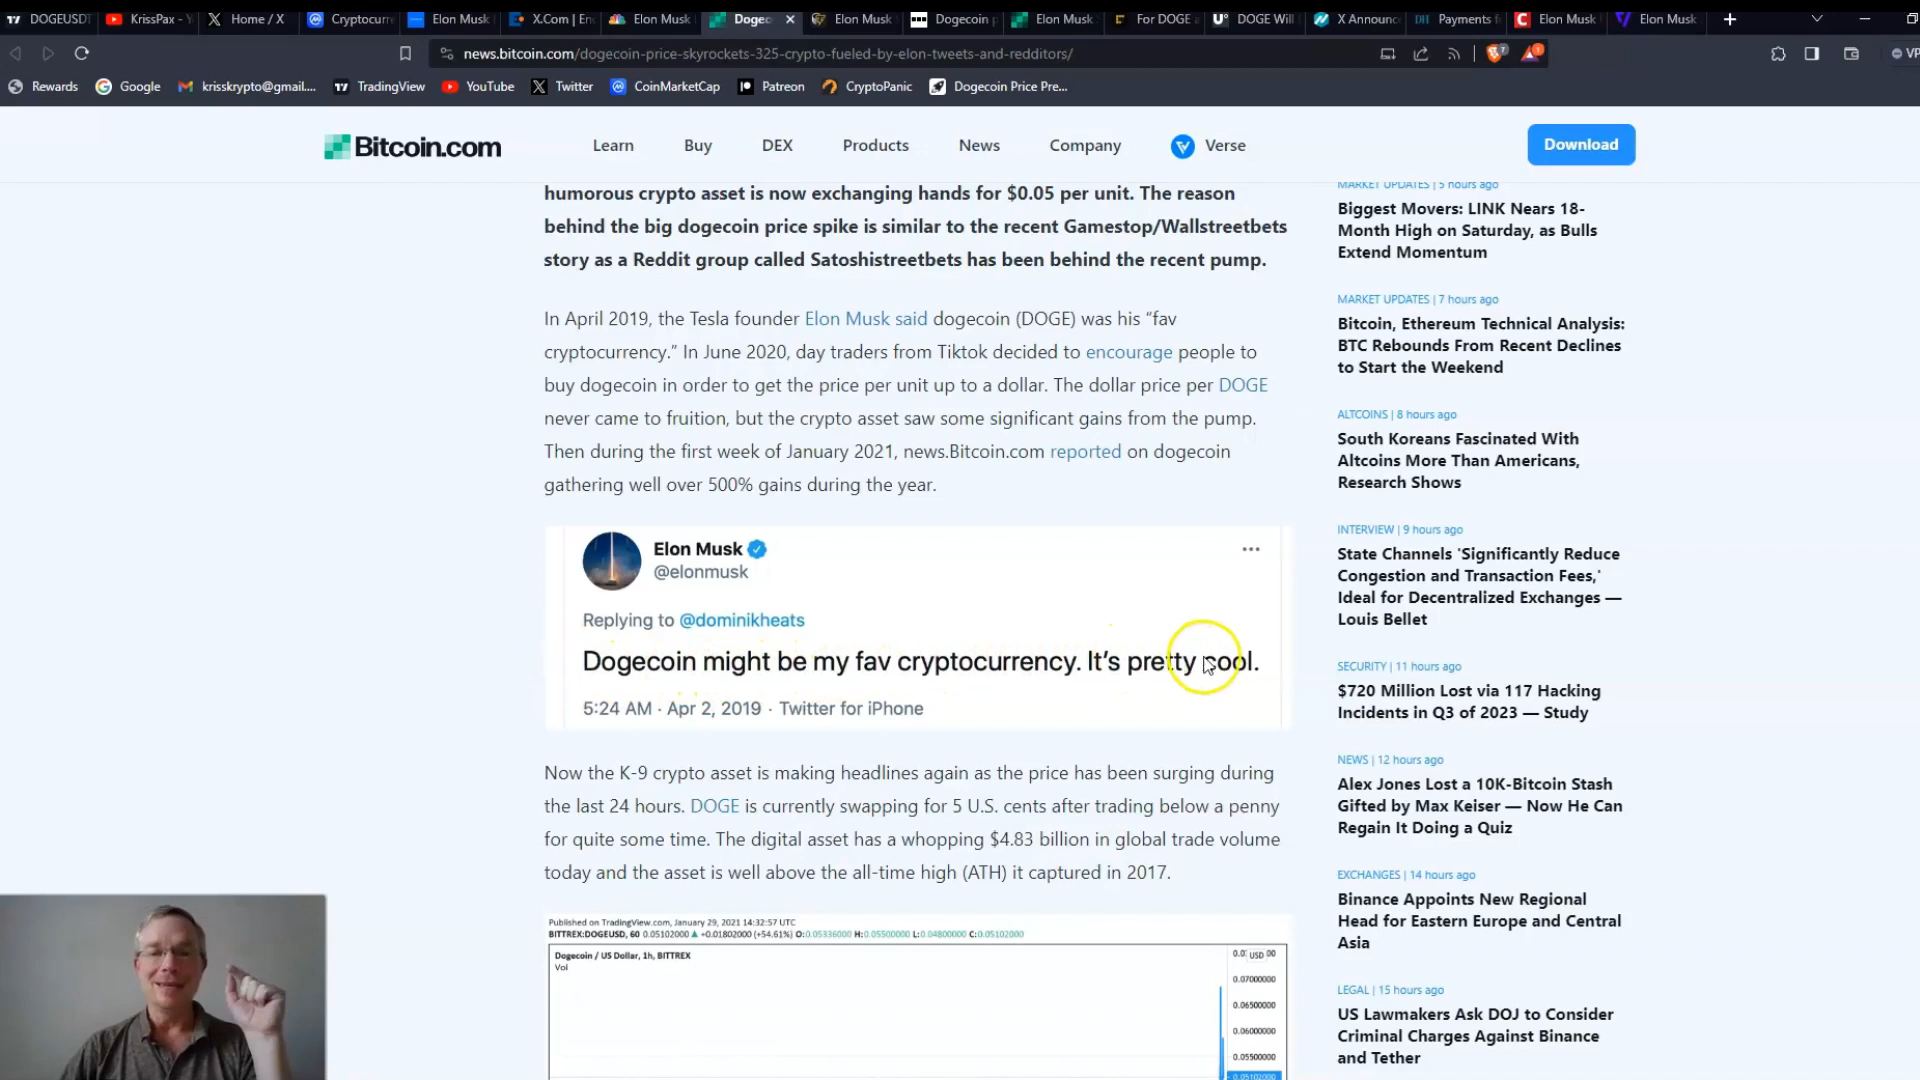 DOGEUSDT
KrissPax - Y
Home / X
Cryptocurr
Elon Musk
X.Com | En
Elon Musk
Dogec
Elon Musk
Dogecoin p
Elon Musk
For DOGE a
DOGE Will
X Announc
Payments f
Elon Musk
Elon Musk
news.bitcoin.com/dogecoin-price-skyrockets-325-crypto-fueled-by-elon-tweets-and-redditors/
7
1
VP
Rewards
Google
krisskrypto@gmail....
TradingView
YouTube
Twitter
CoinMarketCap
Patreon
CryptoPanic
Dogecoin Price Pre...
Bitcoin.com
Learn
Buy
DEX
Products
News
Company
Verse
Download
humorous crypto asset is now exchanging hands for $0.05 per unit. The reason
behind the big dogecoin price spike is similar to the recent Gamestop/Wallstreetbets
story as a Reddit group called Satoshistreetbets has been behind the recent pump.
In April 2019, the Tesla founder Elon Musk said dogecoin (DOGE) was his “fav
cryptocurrency.” In June 2020, day traders from Tiktok decided to encourage people to
buy dogecoin in order to get the price per unit up to a dollar. The dollar price per DOGE
never came to fruition, but the crypto asset saw some significant gains from the pump.
Then during the first week of January 2021, news.Bitcoin.com reported on dogecoin
gathering well over 500% gains during the year.
Elon Musk
@elonmusk
Replying to @dominikheats
Dogecoin might be my fav cryptocurrency. It’s pretty cool.
5:24 AM · Apr 2, 2019 · Twitter for iPhone
Now the K-9 crypto asset is making headlines again as the price has been surging during
the last 24 hours. DOGE is currently swapping for 5 U.S. cents after trading below a penny
for quite some time. The digital asset has a whopping $4.83 billion in global trade volume
today and the asset is well above the all-time high (ATH) it captured in 2017.
Published on TradingView.com, January 29, 2021 14:32:57 UTC
BITTREX:DOGEUSD, 60 0.05102000 ▲ +0.01802000 (+54.61%) O:0.05336000 H:0.05500000 L:0.04800000 C:0.05102000
Dogecoin / US Dollar, 1h, BITTREX
Vol
USD
0.07000000
0.06500000
0.06000000
0.05500000
0.05102000
MARKET UPDATES | 5 hours ago
Biggest Movers: LINK Nears 18-
Month High on Saturday, as Bulls
Extend Momentum
MARKET UPDATES | 7 hours ago
Bitcoin, Ethereum Technical Analysis:
BTC Rebounds From Recent Declines
to Start the Weekend
ALTCOINS | 8 hours ago
South Koreans Fascinated With
Altcoins More Than Americans,
Research Shows
INTERVIEW | 9 hours ago
State Channels 'Significantly Reduce
Congestion and Transaction Fees,'
Ideal for Decentralized Exchanges —
Louis Bellet
SECURITY | 11 hours ago
$720 Million Lost via 117 Hacking
Incidents in Q3 of 2023 — Study
NEWS | 12 hours ago
Alex Jones Lost a 10K-Bitcoin Stash
Gifted by Max Keiser — Now He Can
Regain It Doing a Quiz
EXCHANGES | 14 hours ago
Binance Appoints New Regional
Head for Eastern Europe and Central
Asia
LEGAL | 15 hours ago
US Lawmakers Ask DOJ to Consider
Criminal Charges Against Binance
and Tether